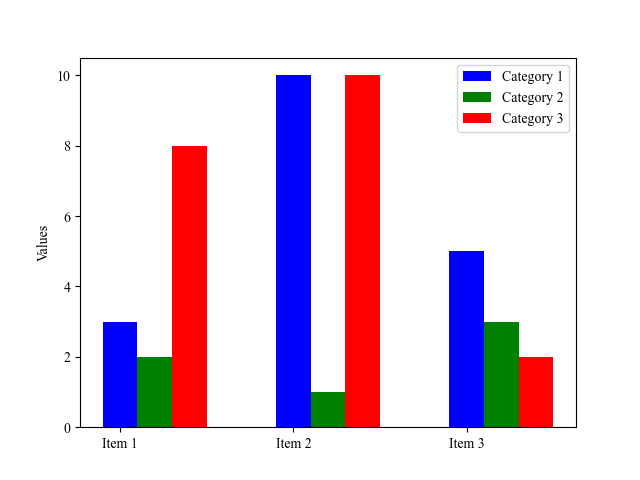 10
8
6
4
2
0
Values
Category 1
Category 2
Category 3
Item 1
Item 2
Item 3